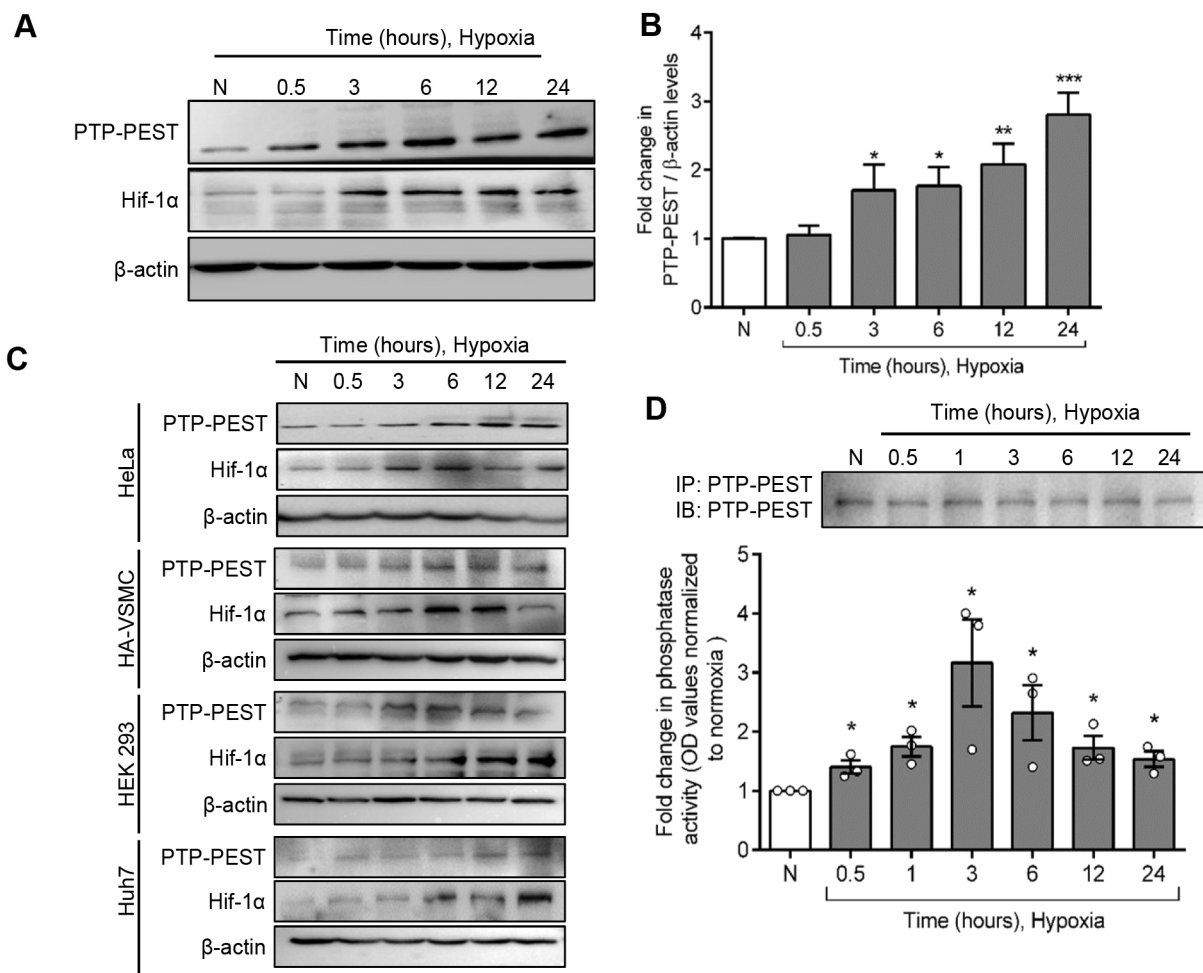 A
Time (hours), Hypoxia
N 0.5 3 6 12 24
PTP-PEST
Hif-1α
β-actin
B
Fold change in
PTP-PEST / β-actin levels
5
4
3
2
1
0
* * ** ***
N 0.5 3 6 12 24
Time (hours), Hypoxia
C
Time (hours), Hypoxia
N 0.5 3 6 12 24
HeLa
PTP-PEST
Hif-1α
β-actin
HA-VSMC
PTP-PEST
Hif-1α
β-actin
HEK 293
PTP-PEST
Hif-1α
β-actin
Huh7
PTP-PEST
Hif-1α
β-actin
D
Time (hours), Hypoxia
N 0.5 1 3 6 12 24
IP: PTP-PEST
IB: PTP-PEST
Fold change in phosphatase
activity (OD values normalized
to normoxia )
5
4
3
2
1
0
* * * * * *
N 0.5 1 3 6 12 24
Time (hours), Hypoxia